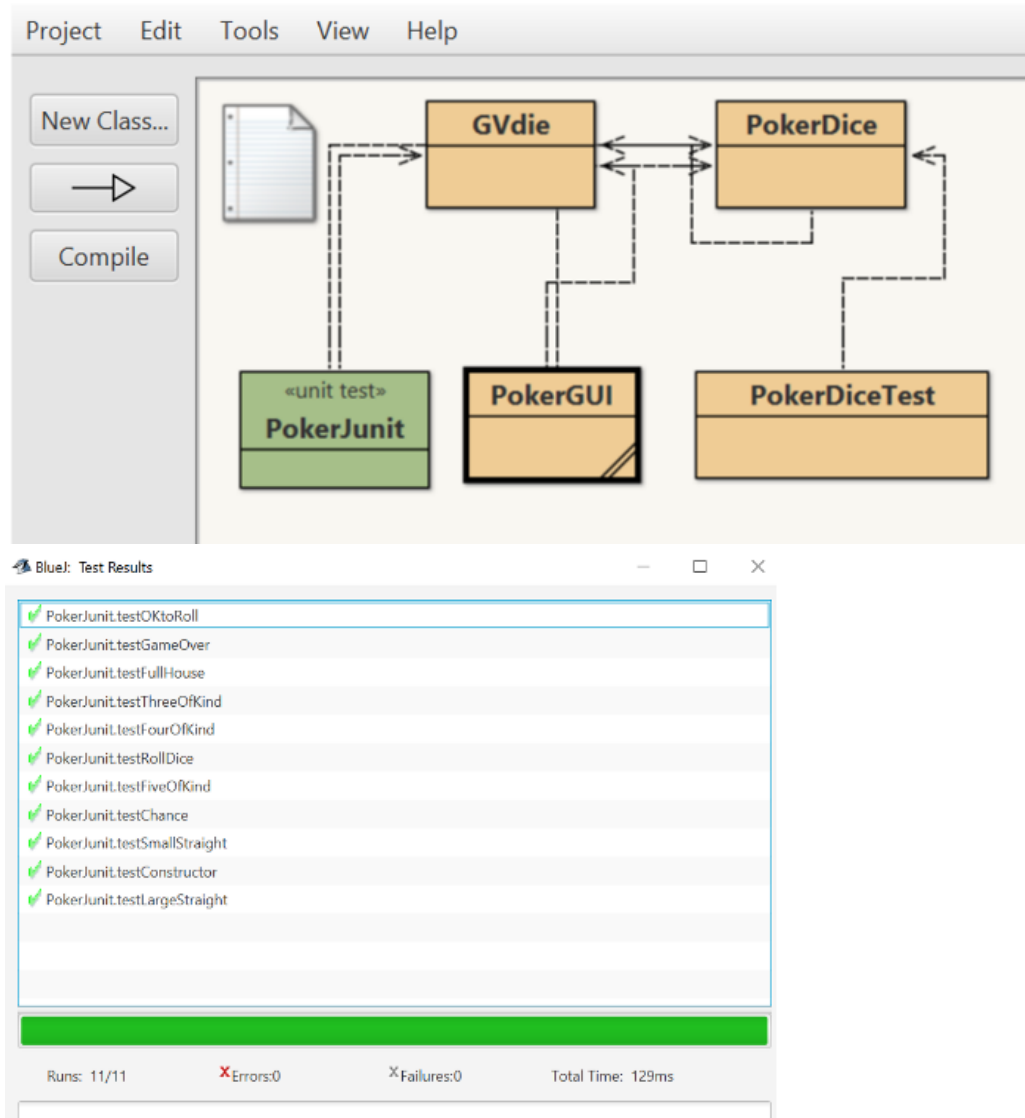 Project Edit Tools View Help
New Class...
Compile
GVdie
PokerDice
«unit test»
PokerJunit
PokerGUI
PokerDiceTest
BlueJ: Test Results
PokerJunit.testOKtoRoll
PokerJunit.testGameOver
PokerJunit.testFullHouse
PokerJunit.testThreeOfKind
PokerJunit.testFourOfKind
PokerJunit.testRollDice
PokerJunit.testFiveOfKind
PokerJunit.testChance
PokerJunit.testSmallStraight
PokerJunit.testConstructor
PokerJunit.testLargeStraight
Runs: 11/11 X Errors:0 X Failures:0 Total Time: 129ms